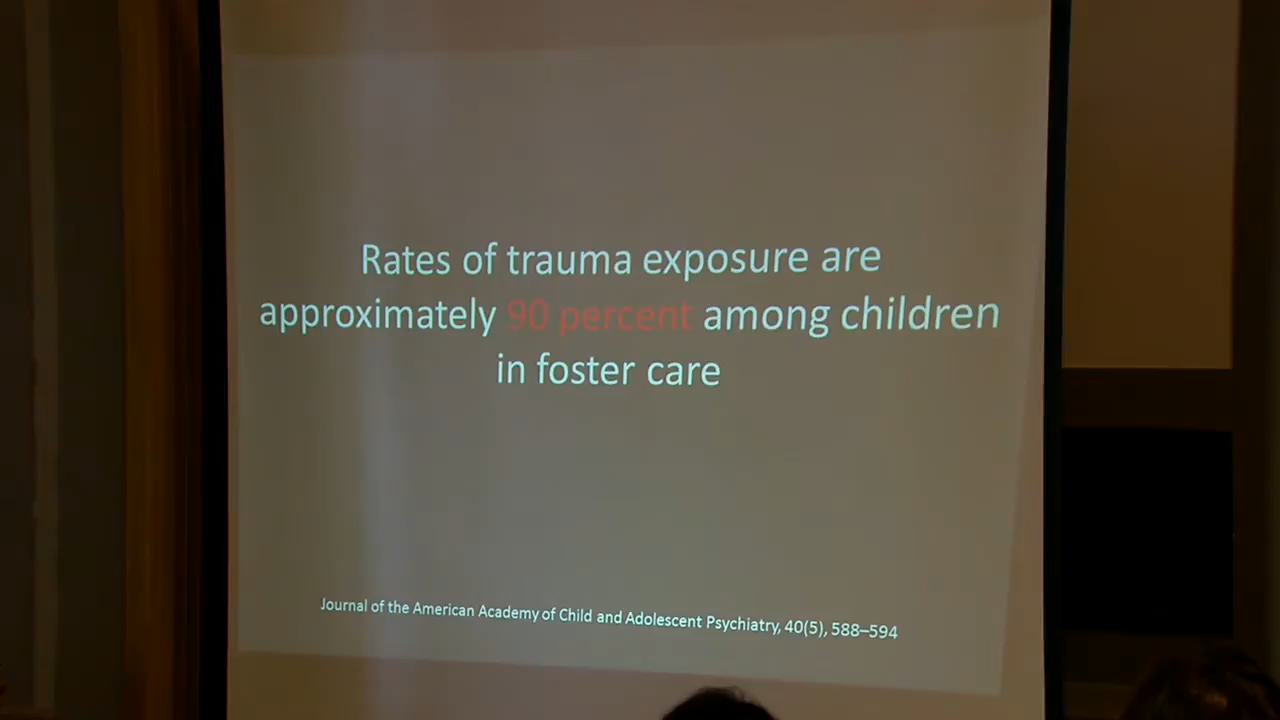 Rates of trauma exposure are
approximately 90 percent among children
in foster care
Journal of the American Academy of Child and Adolescent Psychiatry, 40(5), 588–594